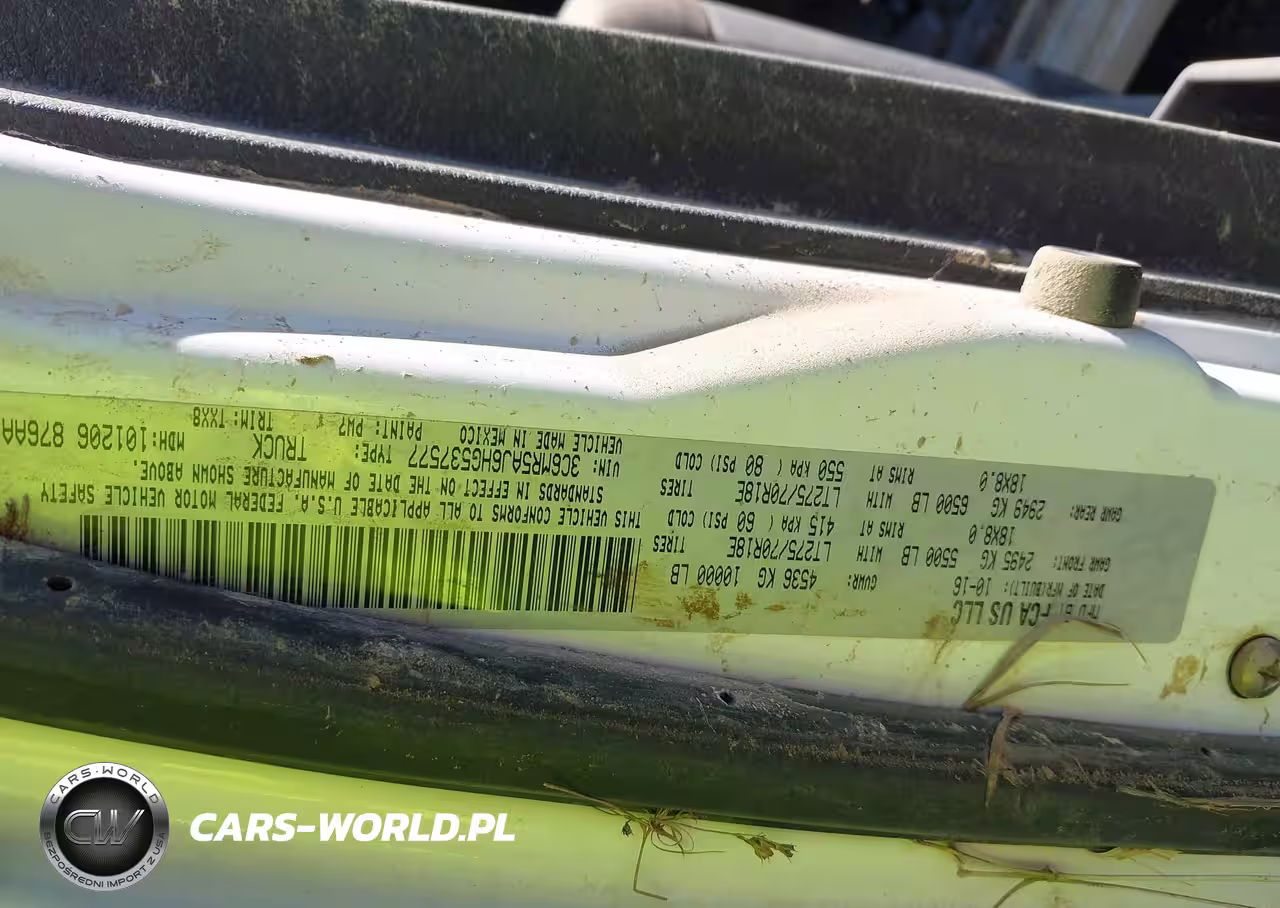 MFD BY FCA US LLC
DATE OF MFR(BUILT): 10-16
GVWR: 4536 KG 10000 LB
GAWR FRONT: 2495 KG 5500 LB WITH TIRES LT275/70R18E
RIMS AT 18X8.0 415 KPA ( 60 PSI) COLD
GAWR REAR: 2949 KG 6500 LB WITH TIRES LT275/70R18E
RIMS AT 18X8.0 550 KPA ( 80 PSI) COLD
THIS VEHICLE CONFORMS TO ALL APPLICABLE U.S.A. FEDERAL MOTOR VEHICLE SAFETY
STANDARDS IN EFFECT ON THE DATE OF MANUFACTURE SHOWN ABOVE.
VIN: 3C6MR5AJ6HG537577 TYPE: TRUCK MDH:101206 876AA
VEHICLE MADE IN MEXICO PAINT: PW7 * TRIM: TXX8
CARS-WORLD
CW
BEZPOŚREDNI IMPORT Z USA
CARS-WORLD.PL